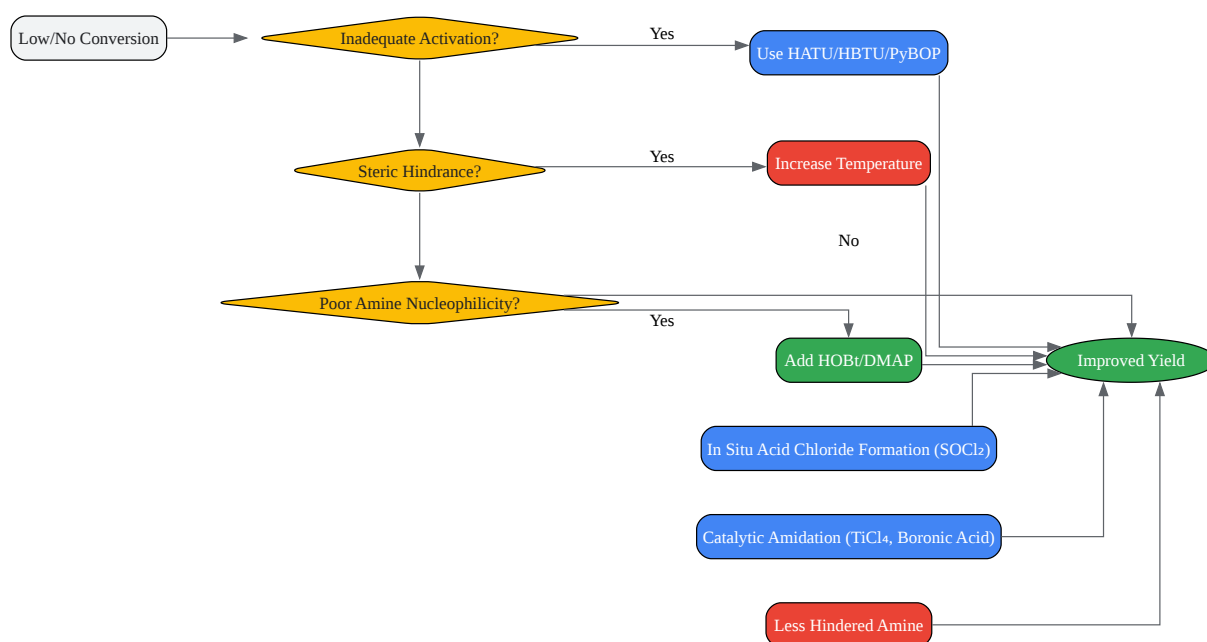 Low/No Conversion
Inadequate Activation?
Yes
Use HATU/HBTU/PyBOP
Steric Hindrance?
Yes
Increase Temperature
No
Poor Amine Nucleophilicity?
Yes
Add HOBt/DMAP
Improved Yield
In Situ Acid Chloride Formation (SOCl₂)
Catalytic Amidation (TiCl₄, Boronic Acid)
Less Hindered Amine